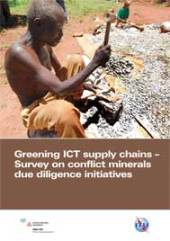 Greening ICT supply chains –
Survey on conflict minerals
due diligence initiatives